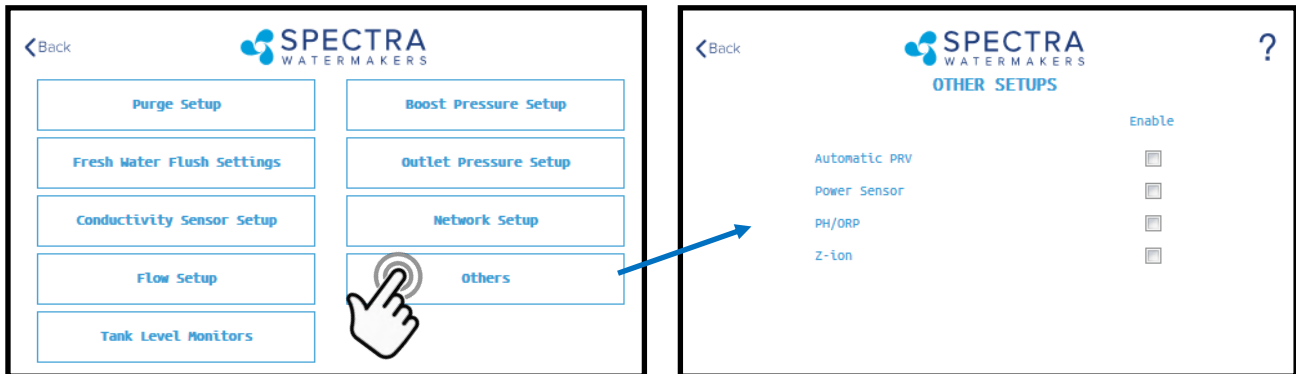 Back
SPECTRA
WATERMAKERS
Purge Setup
Boost Pressure Setup
Fresh Water Flush Settings
Outlet Pressure Setup
Conductivity Sensor Setup
Network Setup
Flow Setup
Others
Tank Level Monitors
Back
SPECTRA
WATERMAKERS
?
OTHER SETUPS
Enable
Automatic PRV
Power Sensor
PH/ORP
Z-ion